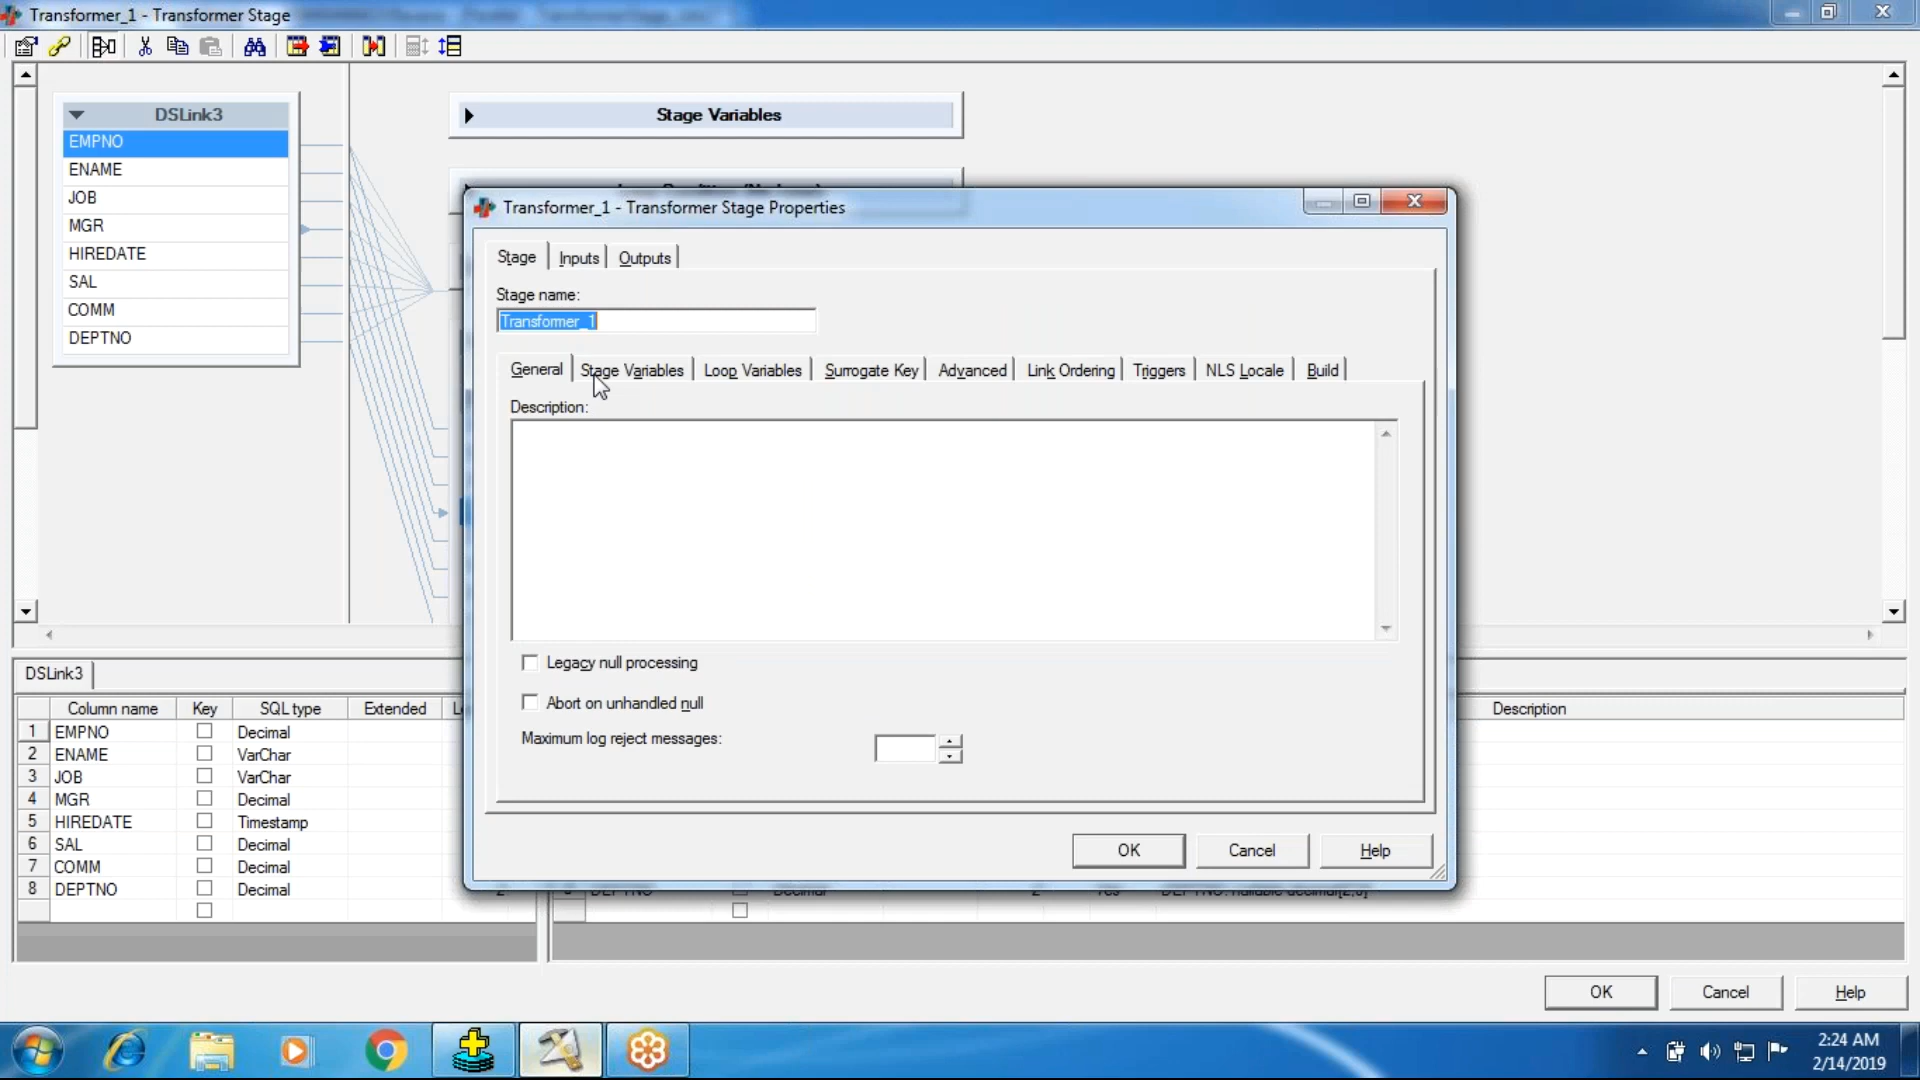 Transformer_1 - Transformer Stage
DSLink3
EMPNO
ENAME
JOB
MGR
HIREDATE
SAL
COMM
DEPTNO
Stage Variables
Transformer_1 - Transformer Stage Properties
Stage Inputs Outputs
Stage name:
Transformer_1
General Stage Variables Loop Variables Surrogate Key Advanced Link Ordering Triggers NLS Locale Build
Description:
Legacy null processing
Abort on unhandled null
Maximum log reject messages:
OK Cancel Help
DSLink3
Column name Key SQL type Extended
Description
1 EMPNO Decimal
2 ENAME VarChar
3 JOB VarChar
4 MGR Decimal
5 HIREDATE Timestamp
6 SAL Decimal
7 COMM Decimal
8 DEPTNO Decimal 2
OK Cancel Help
2:24 AM
2/14/2019